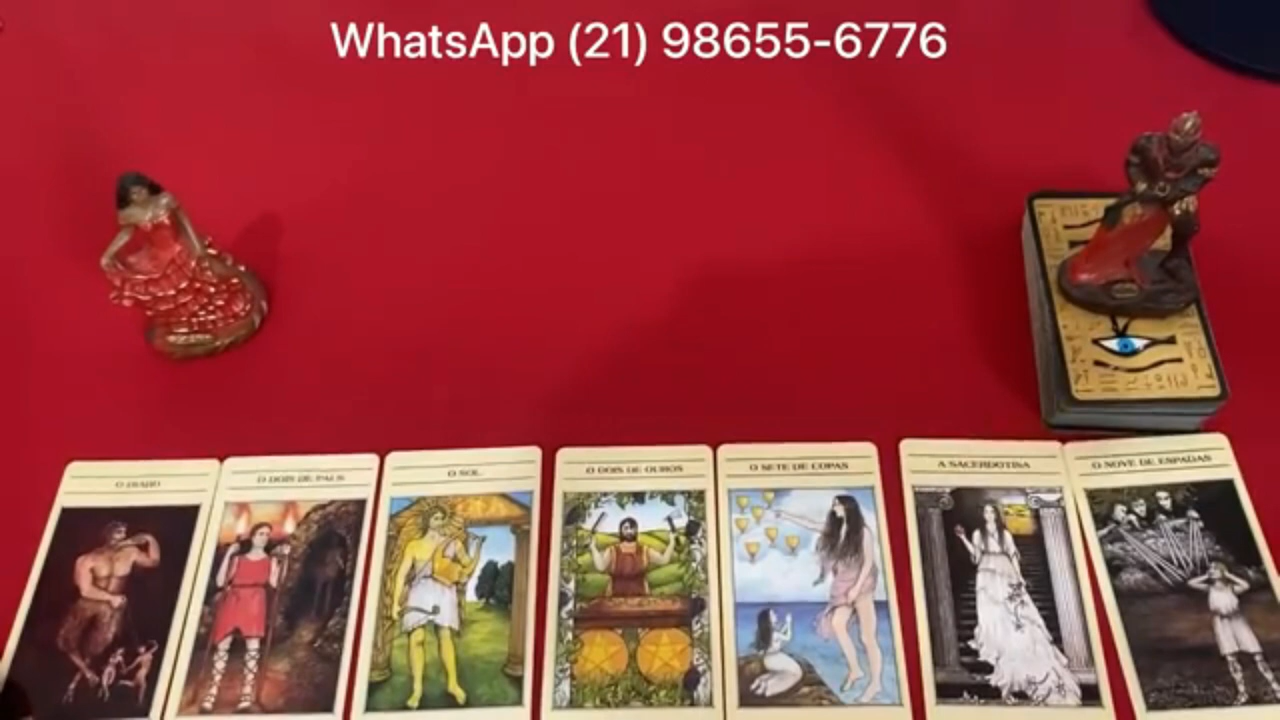 WhatsApp (21) 98655-6776
O DIABO
O DOIS DE PAUS
O SOL
O DOIS DE OUROS
O SETE DE COPAS
A SACERDOTISA
O NOVE DE ESPADAS